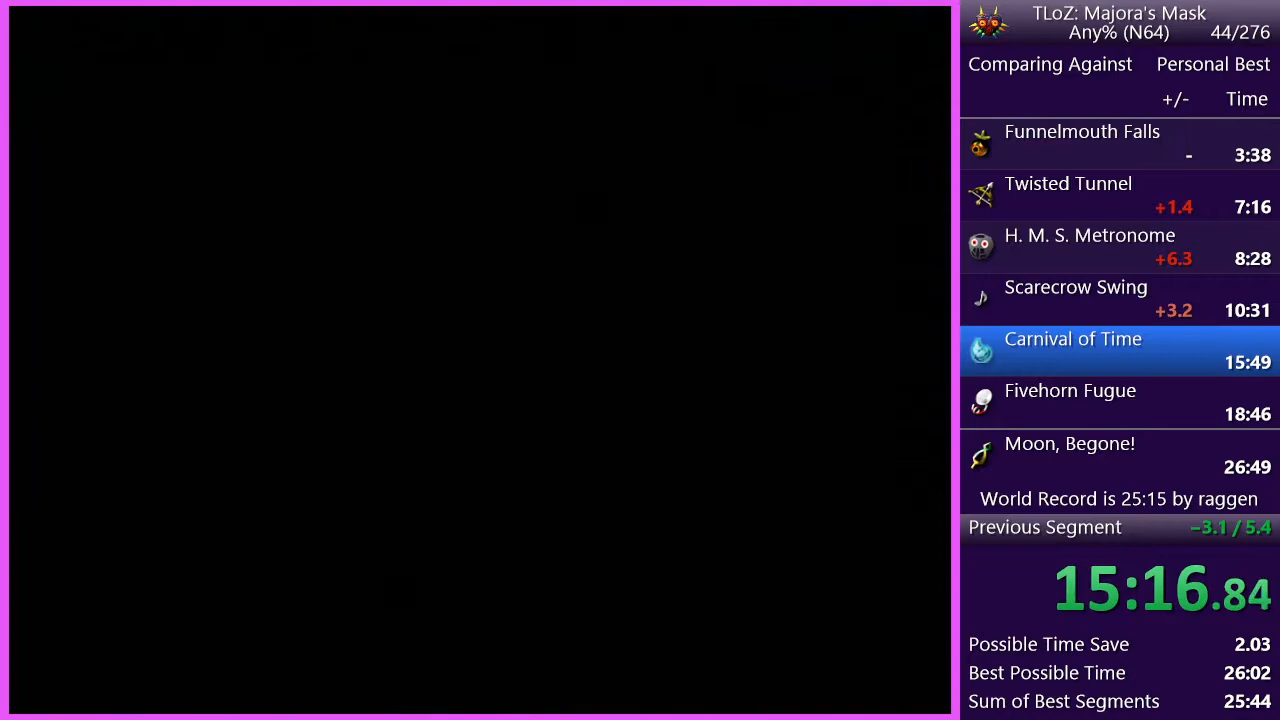 TLoZ: Majora's Mask
Any% (N64) 44/276
Comparing Against Personal Best
+/- Time
Funnelmouth Falls
- 3:38
Twisted Tunnel
+1.4 7:16
H. M. S. Metronome
+6.3 8:28
Scarecrow Swing
+3.2 10:31
Carnival of Time
15:49
Fivehorn Fugue
18:46
Moon, Begone!
26:49
World Record is 25:15 by raggen
Previous Segment −3.1 / 5.4
15:16.84
Possible Time Save 2.03
Best Possible Time 26:02
Sum of Best Segments 25:44